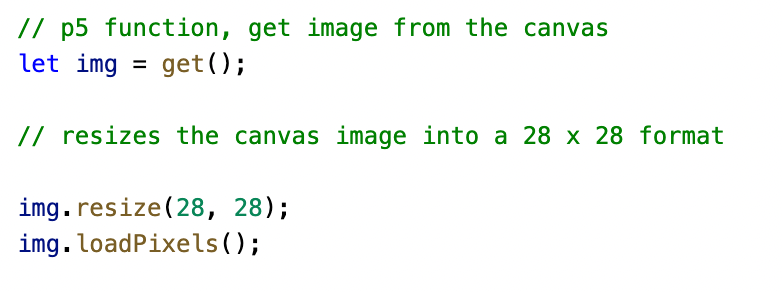 // p5 function, get image from the canvas
let img = get();
// resizes the canvas image into a 28 x 28 format
img.resize(28, 28);
img.loadPixels();